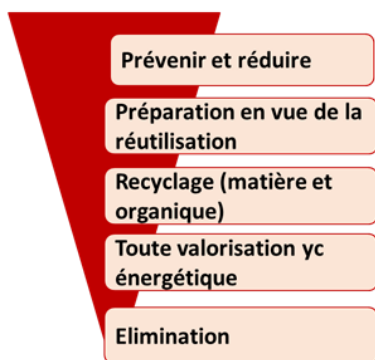 Prévenir et réduire
Préparation en vue de la
réutilisation
Recyclage (matière et
organique)
Toute valorisation yc
énergétique
Elimination